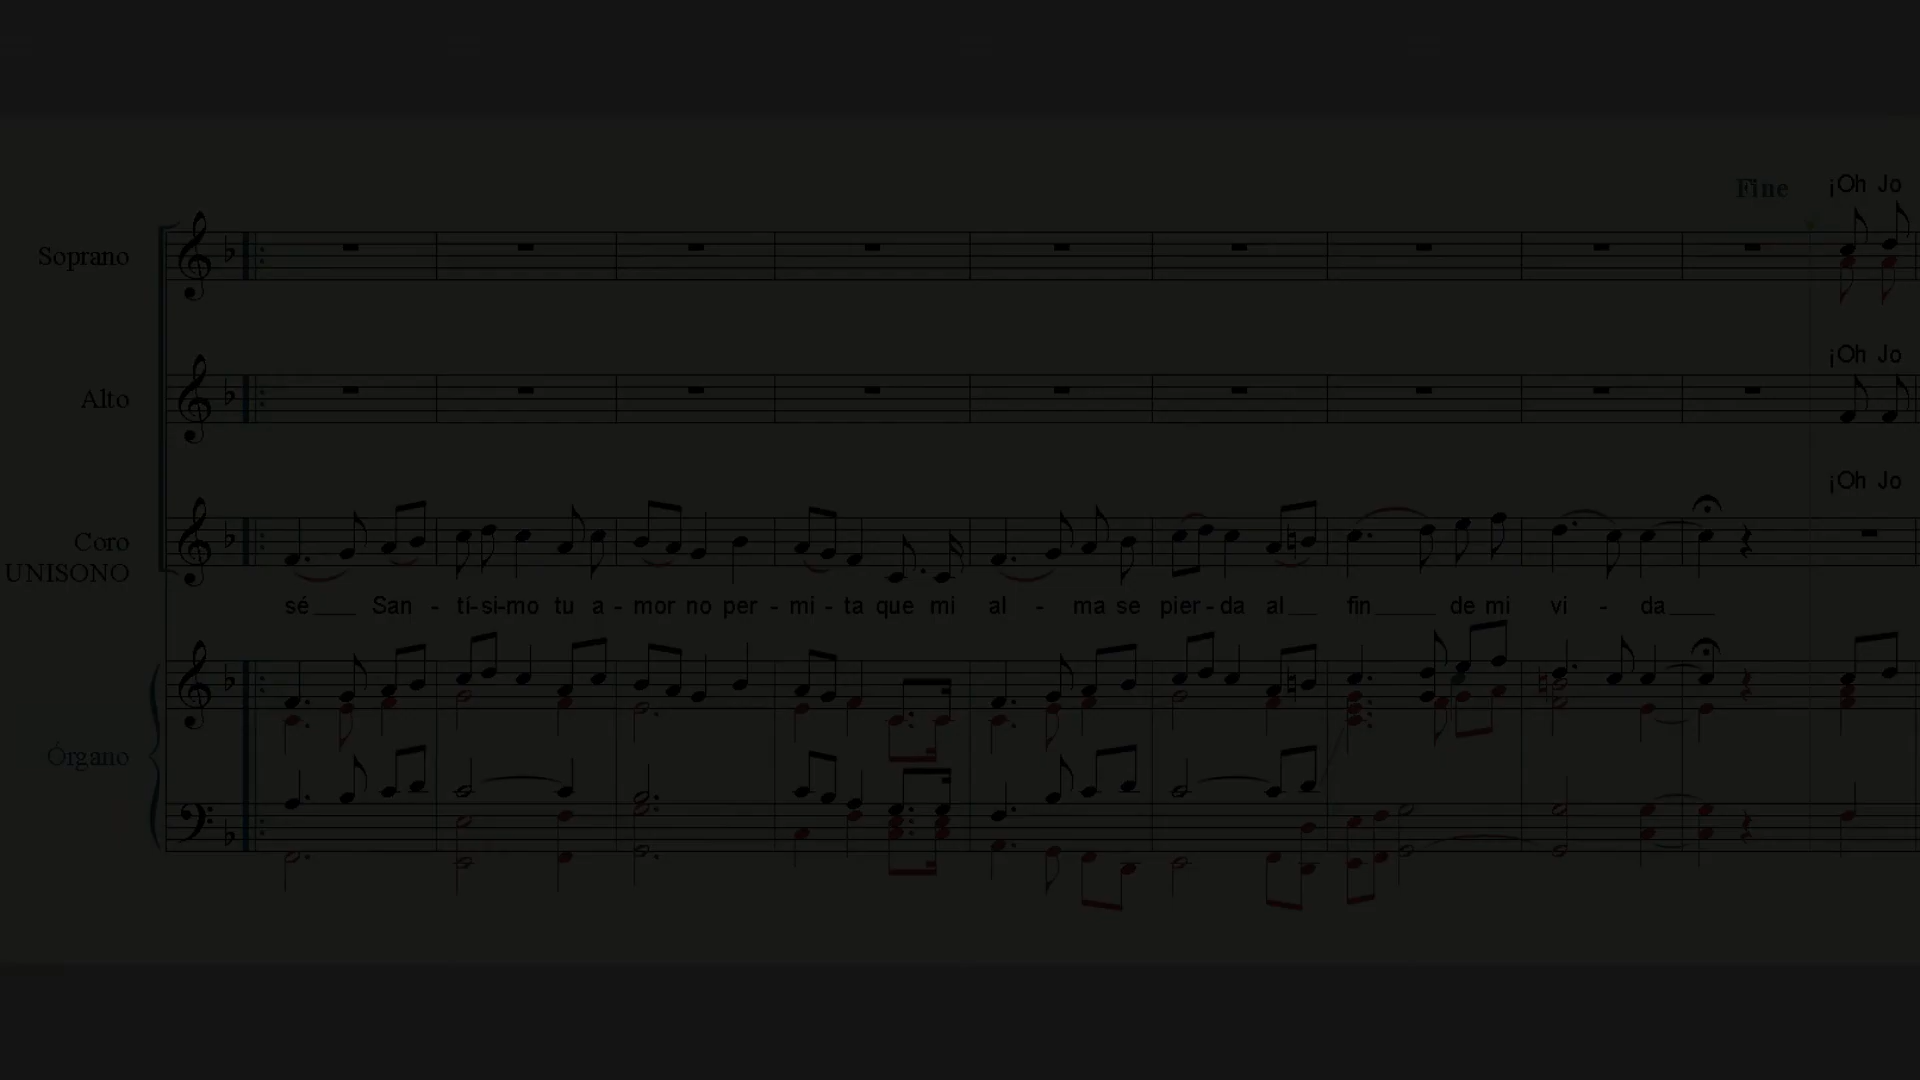 Fine
¡Oh Jo
Soprano
¡Oh Jo
Alto
¡Oh Jo
Coro
UNISONO
sé San - tí-si-mo tu a - mor no per - mi - ta que mi al - ma se pier - da al fin de mi vi - da
Órgano